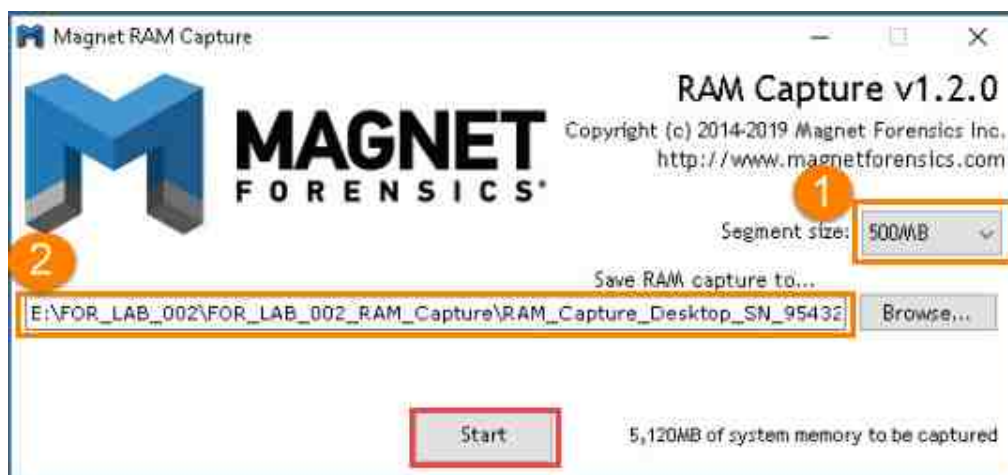 Magnet RAM Capture
RAM Capture v1.2.0
MAGNET
FORENSICS®
Copyright (c) 2014-2019 Magnet Forensics Inc.
http://www.magnetforensics.com
1
Segment size: 500MB
2
Save RAM capture to...
E:\FOR_LAB_002\FOR_LAB_002_RAM_Capture\RAM_Capture_Desktop_SN_95432 Browse...
Start 5,120MB of system memory to be captured